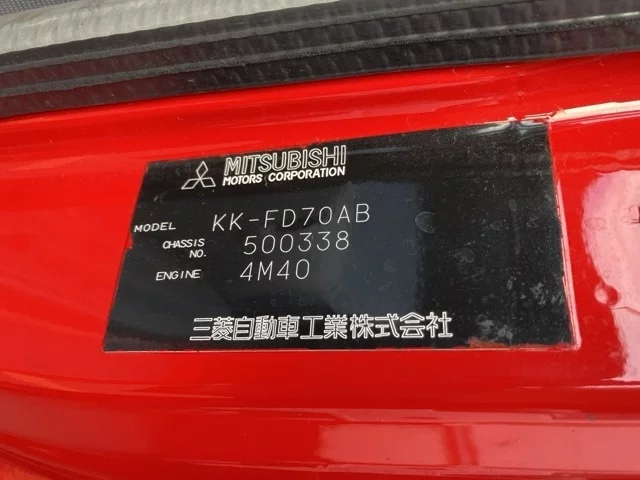 MITSUBISHI
MOTORS CORPORATION
MODEL KK-FD70AB
CHASSIS NO. 500338
ENGINE 4M40
三菱自動車工業株式会社